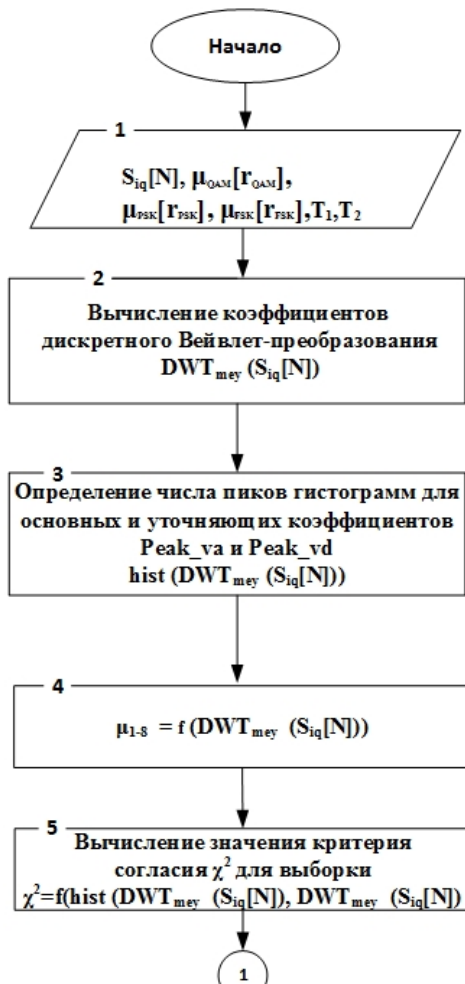 Начало
1
S_iq[N], μ_QAM[r_QAM],
μ_PSK[r_PSK], μ_FSK[r_FSK],T_1,T_2
2
Вычисление коэффициентов
дискретного Вейвлет-преобразования
DWT_mey (S_iq[N])
3
Определение числа пиков гистограмм для
основных и уточняющих коэффициентов
Peak_va и Peak_vd
hist (DWT_mey (S_iq[N]))
4
μ_1-8 = f (DWT_mey (S_iq[N]))
5
Вычисление значения критерия
согласия χ² для выборки
χ²=f(hist (DWT_mey (S_iq[N]), DWT_mey (S_iq[N])
1